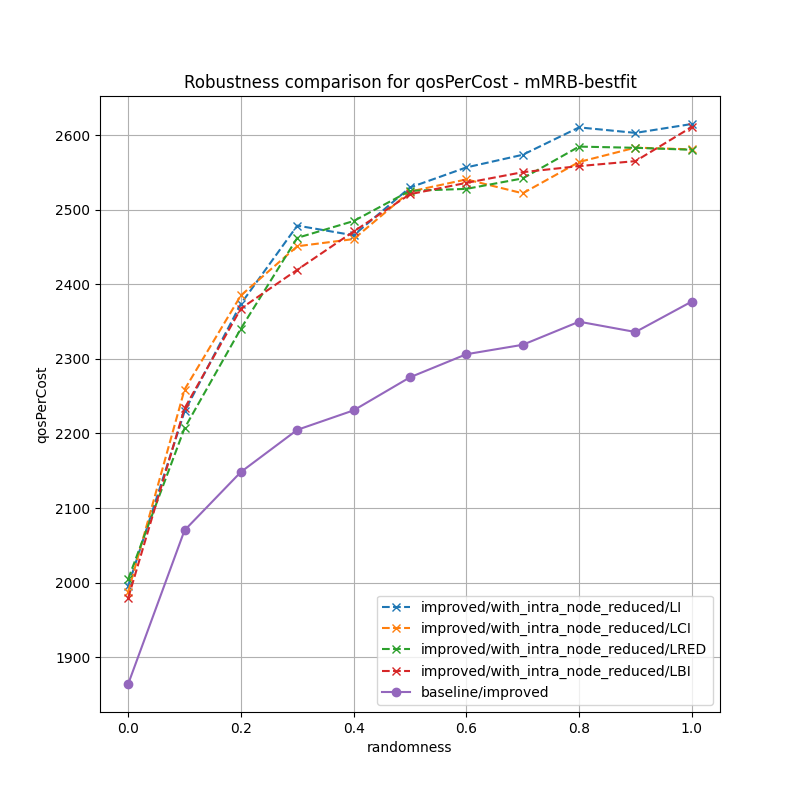 Robustness comparison for qosPerCost - mMRB-bestfit
qosPerCost
2600
2500
2400
2300
2200
2100
2000
1900
0.0 0.2 0.4 0.6 0.8 1.0
randomness
improved/with_intra_node_reduced/LI
improved/with_intra_node_reduced/LCI
improved/with_intra_node_reduced/LRED
improved/with_intra_node_reduced/LBI
baseline/improved